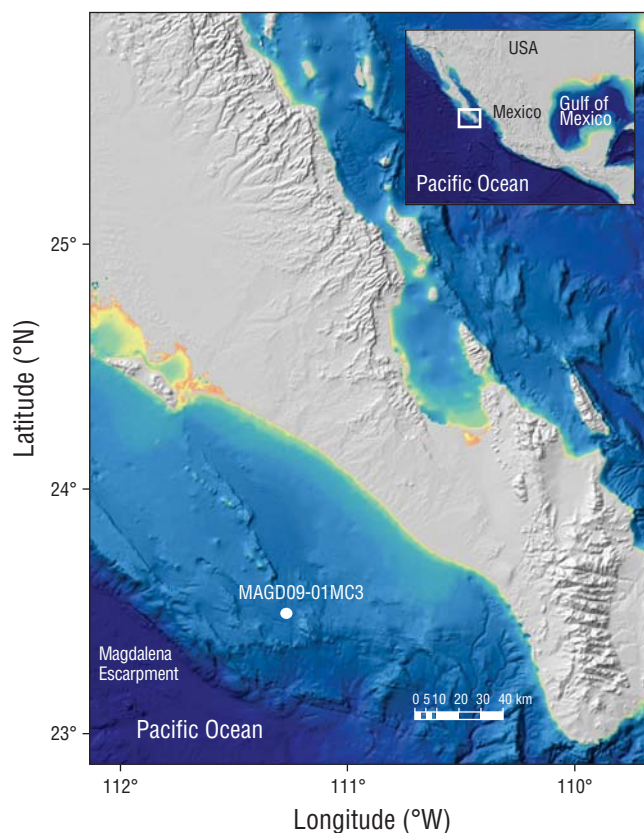 USA
Mexico
Gulf of
Mexico
Pacific Ocean
25°
Latitude (°N)
24°
MAGD09-01MC3
Magdalena
Escarpment
0 5 10 20 30 40 km
Pacific Ocean
23°
112° 111° 110°
Longitude (°W)